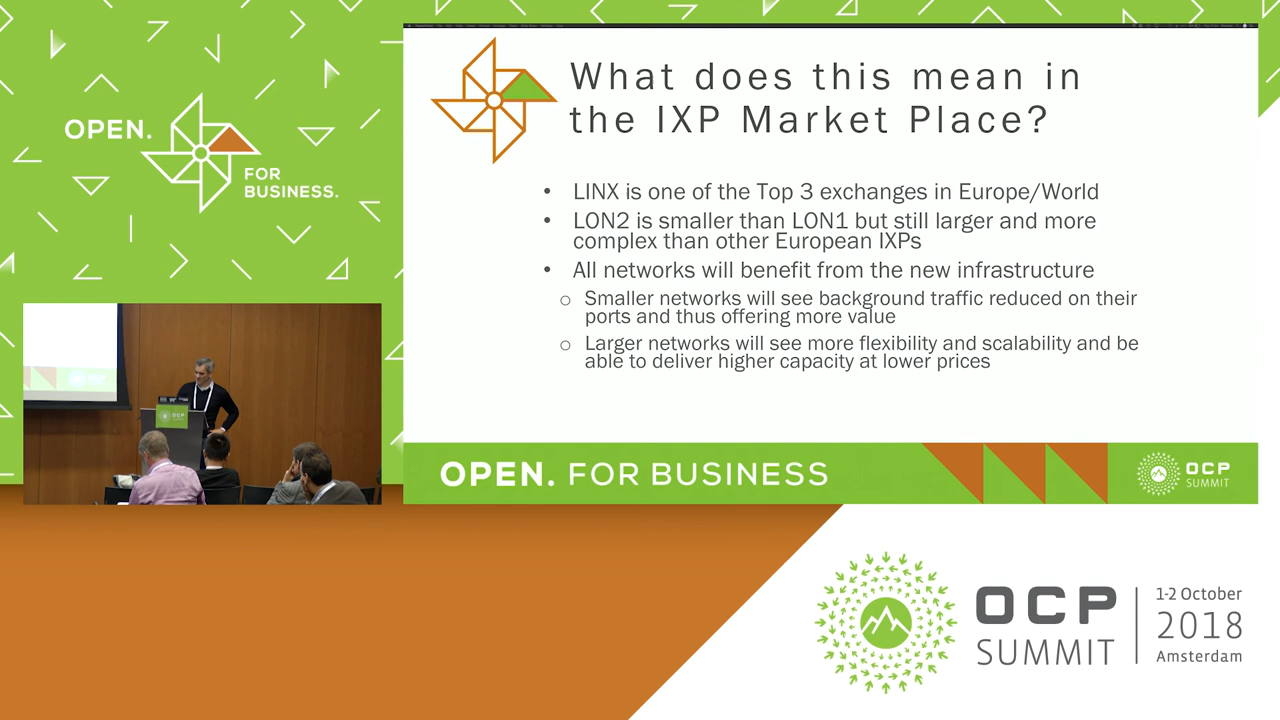 OPEN.
FOR
BUSINESS.
What does this mean in
the IXP Market Place?
• LINX is one of the Top 3 exchanges in Europe/World
• LON2 is smaller than LON1 but still larger and more
complex than other European IXPs
• All networks will benefit from the new infrastructure
o Smaller networks will see background traffic reduced on their
ports and thus offering more value
o Larger networks will see more flexibility and scalability and be
able to deliver higher capacity at lower prices
OPEN. FOR BUSINESS
OCP
SUMMIT
OCP
OCP
SUMMIT
1-2 October
2018
Amsterdam